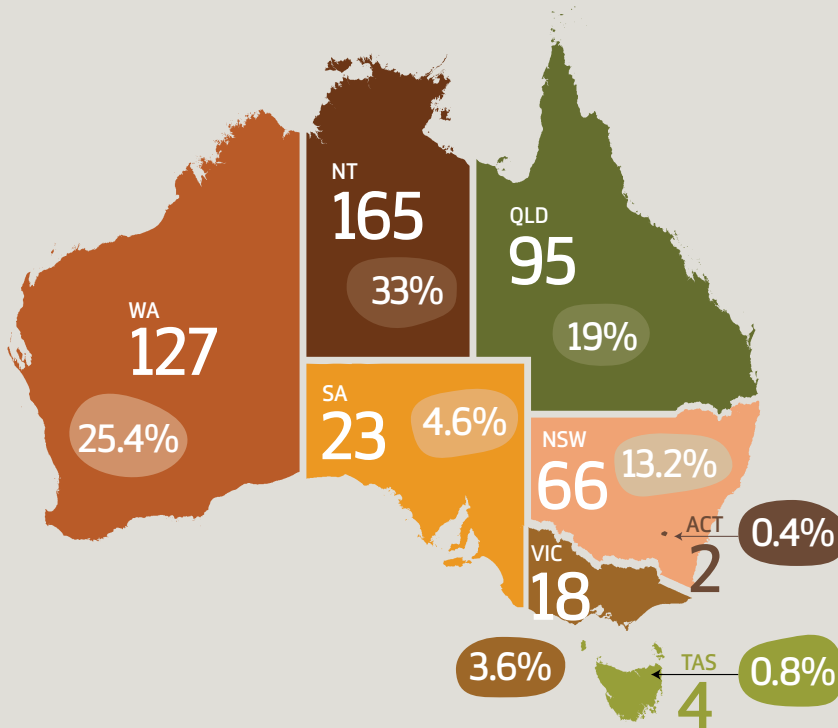 NT
165
33%
QLD
95
19%
WA
127
25.4%
SA
23
4.6%
NSW
66
13.2%
ACT
2
0.4%
VIC
18
3.6%
TAS
4
0.8%